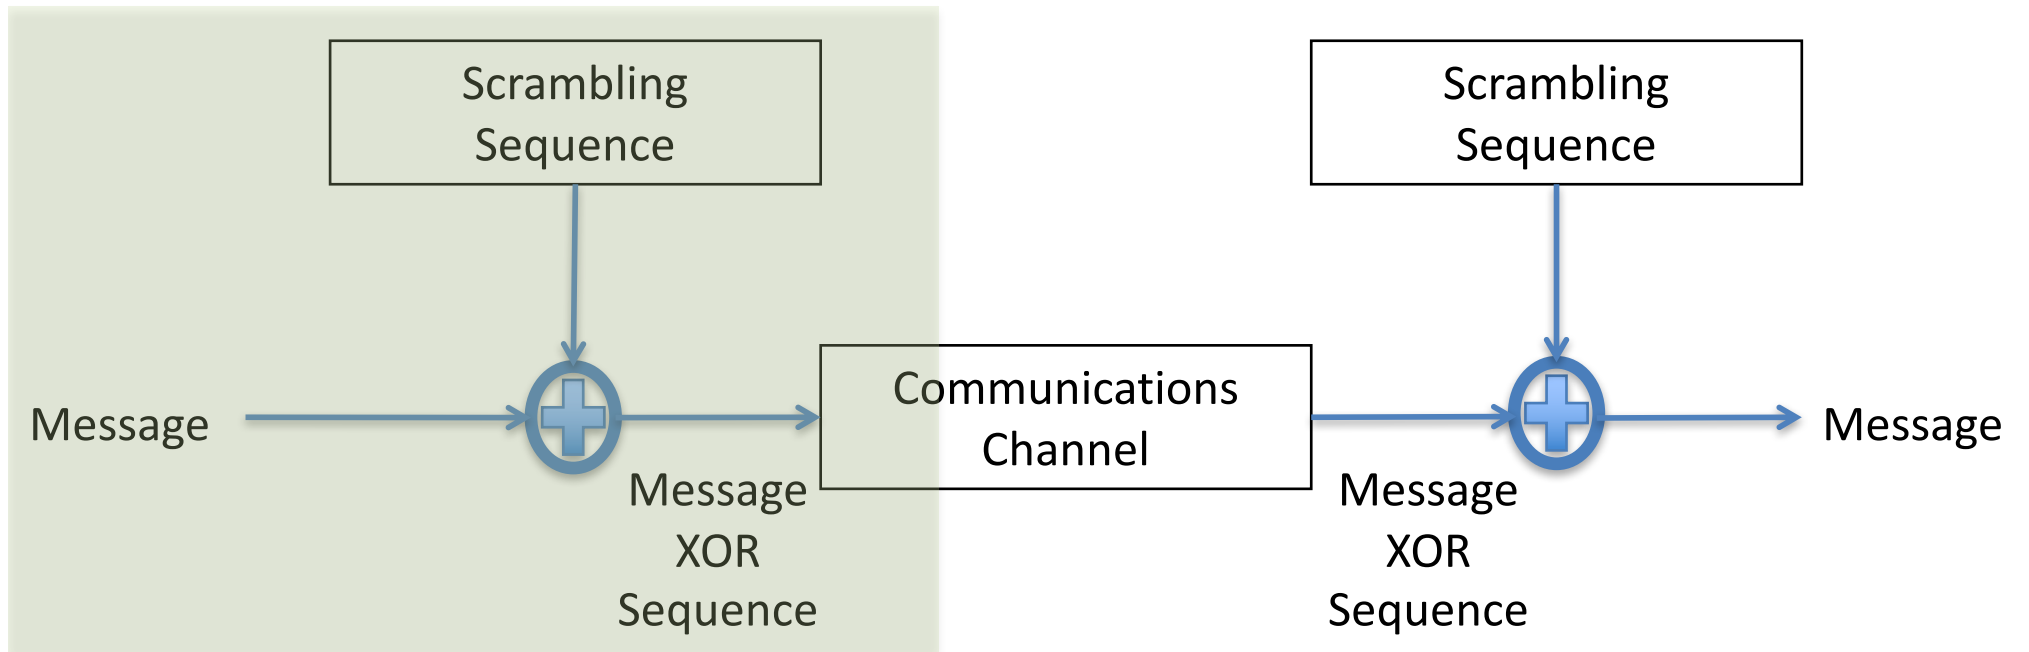 Scrambling
Sequence
Scrambling
Sequence
Message
Communications
Channel
Message
Message
XOR
Sequence
Message
XOR
Sequence